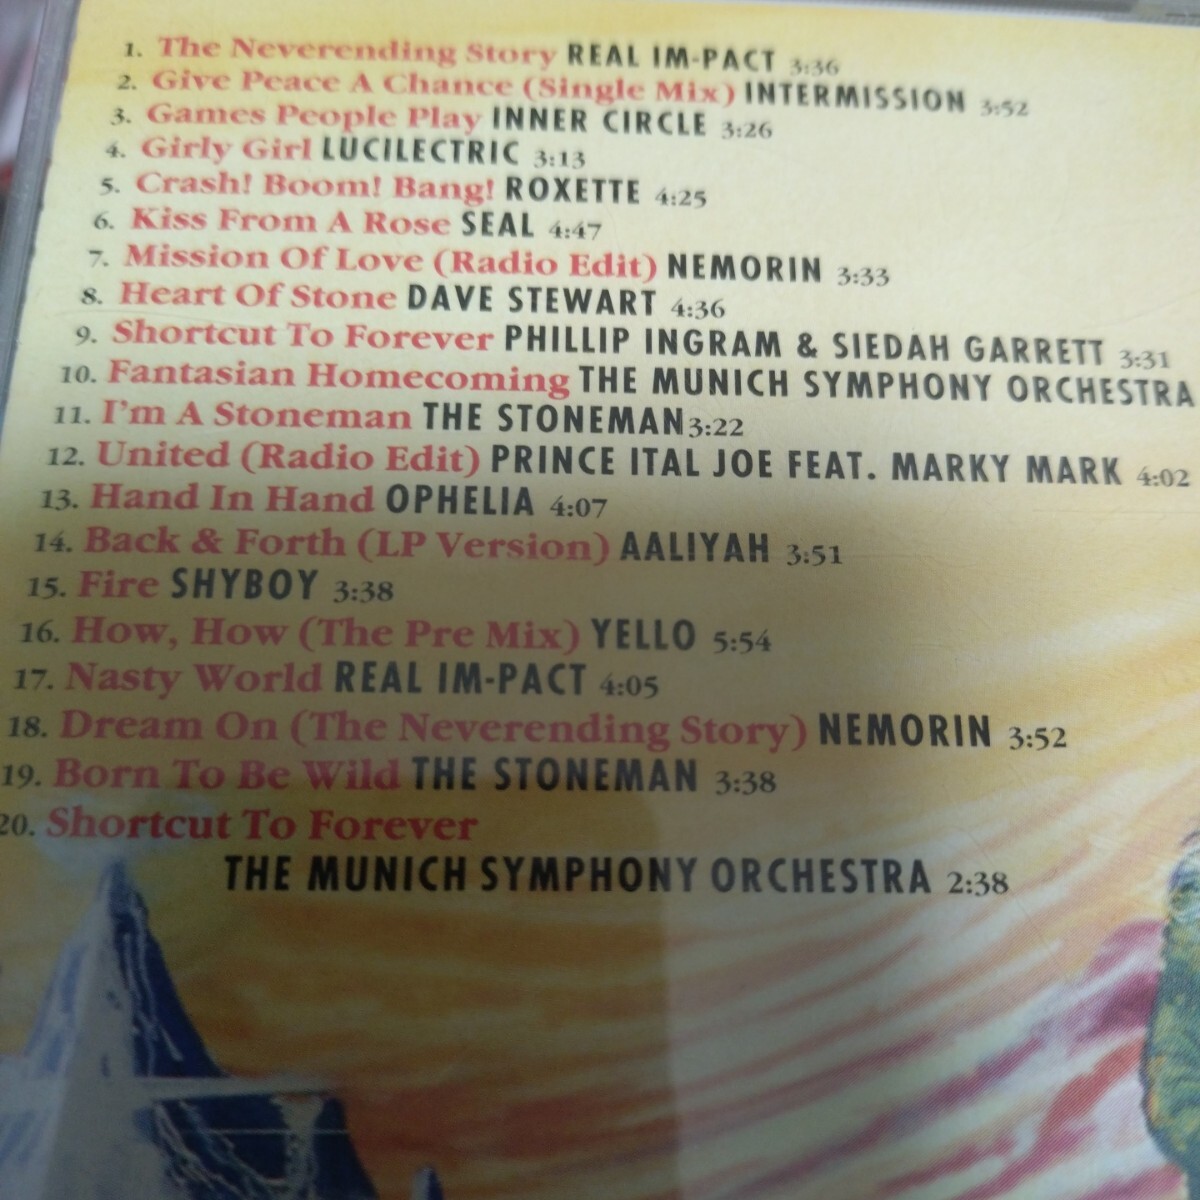 1. The Neverending Story REAL IM-PACT 3:36
2. Give Peace A Chance (Single Mix) INTERMISSION 3:52
3. Games People Play INNER CIRCLE 3:26
4. Girly Girl LUCILECTRIC 3:13
5. Crash! Boom! Bang! ROXETTE 4:25
6. Kiss From A Rose SEAL 4:47
7. Mission Of Love (Radio Edit) NEMORIN 3:33
8. Heart Of Stone DAVE STEWART 4:36
9. Shortcut To Forever PHILLIP INGRAM & SIEDAH GARRETT 3:31
10. Fantasian Homecoming THE MUNICH SYMPHONY ORCHESTRA
11. I'm A Stoneman THE STONEMAN 3:22
12. United (Radio Edit) PRINCE ITAL JOE FEAT. MARKY MARK 4:02
13. Hand In Hand OPHELIA 4:07
14. Back & Forth (LP Version) AALIYAH 3:51
15. Fire SHYBOY 3:38
16. How, How (The Pre Mix) YELLO 5:54
17. Nasty World REAL IM-PACT 4:05
18. Dream On (The Neverending Story) NEMORIN 3:52
19. Born To Be Wild THE STONEMAN 3:38
20. Shortcut To Forever
THE MUNICH SYMPHONY ORCHESTRA 2:38